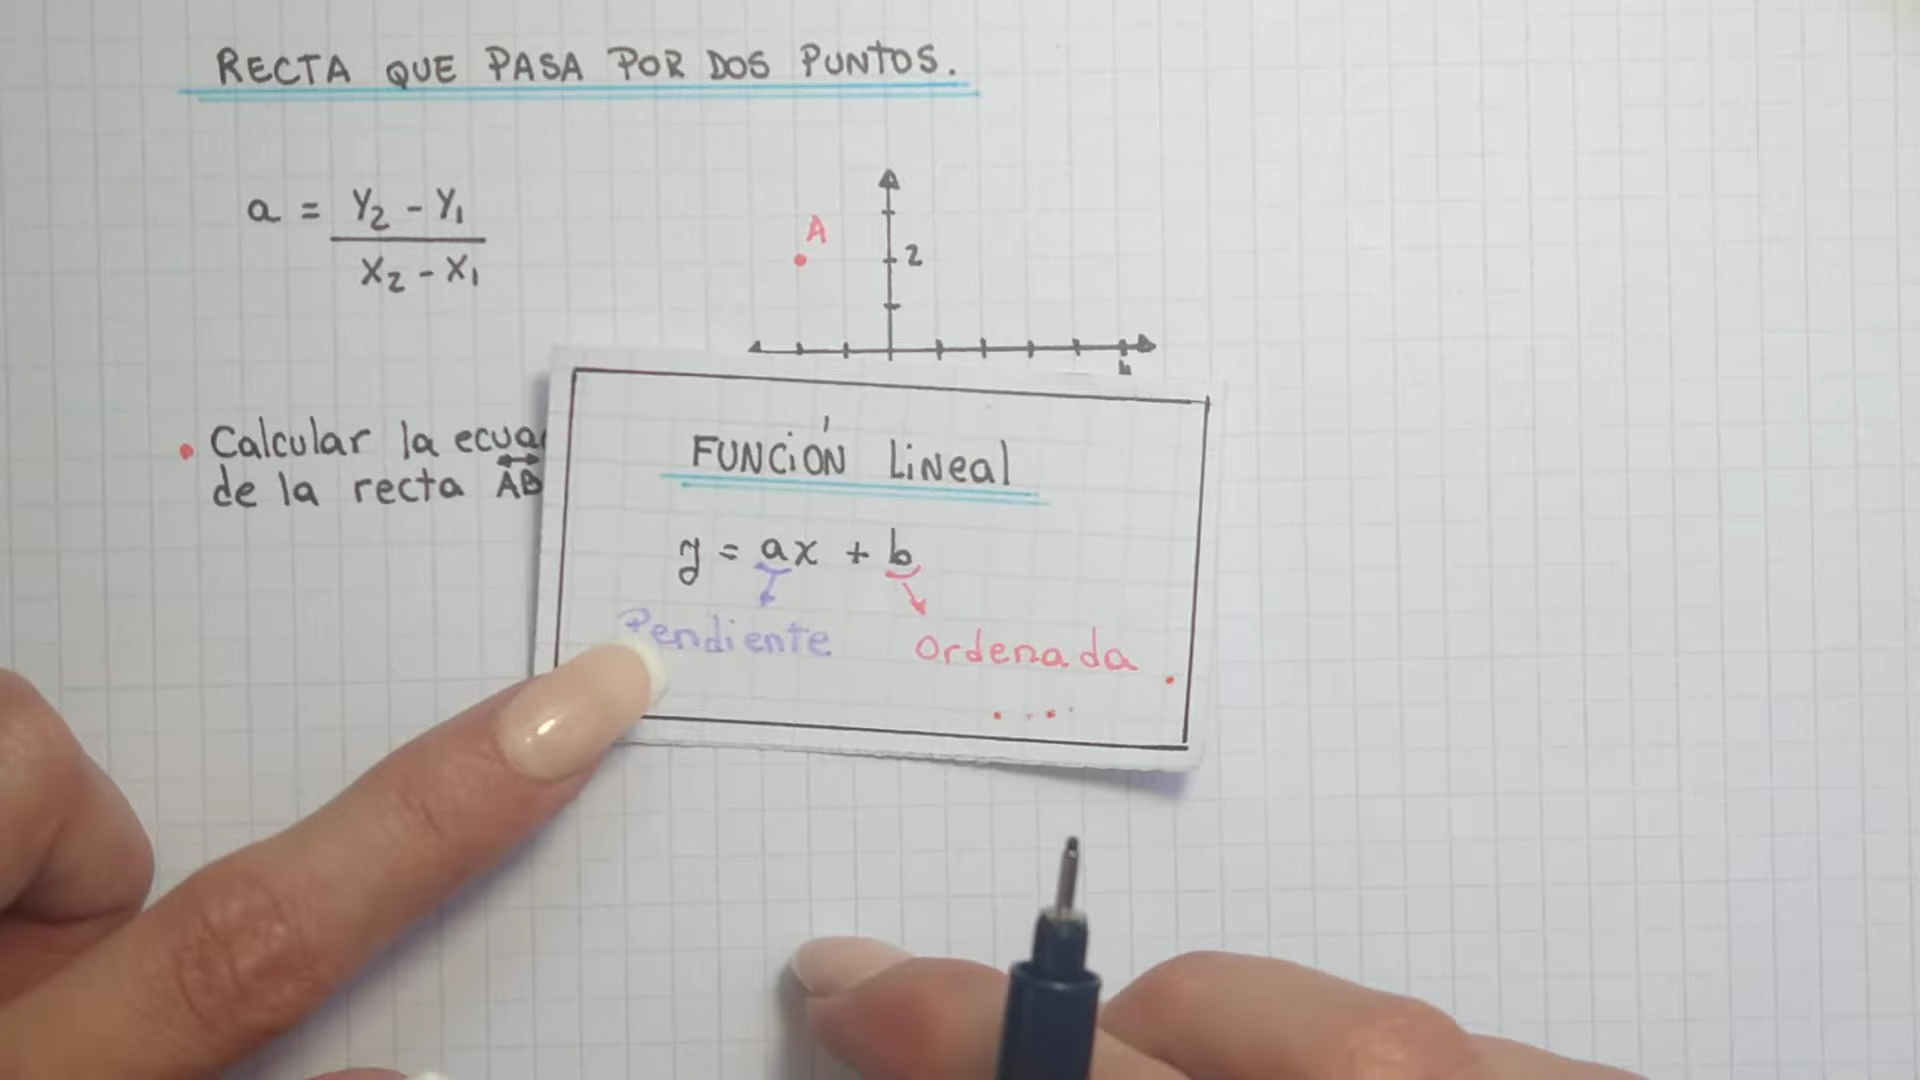 RECTA QUE PASA POR DOS PUNTOS.
a = Y₂ - Y₁
X₂ - X₁
A
2
• Calcular la
de la recta AB
FUNCIÓN Lineal
y = ax + b
Pendiente
Ordenada